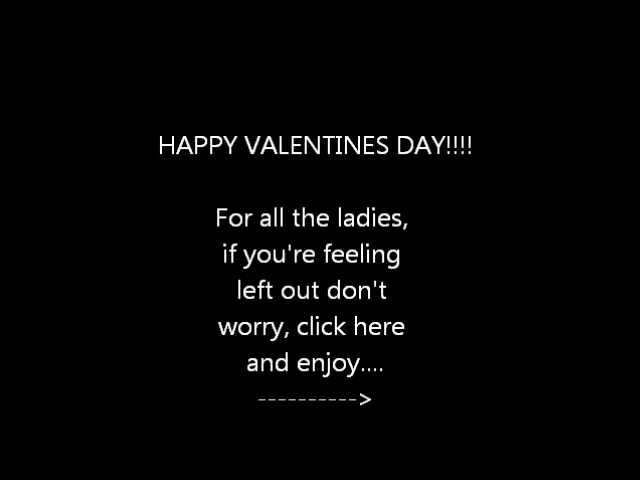 HAPPY VALENTINES DAY!!!!
For all the ladies,
if you're feeling
left out don't
worry, click here
and enjoy....
---------->